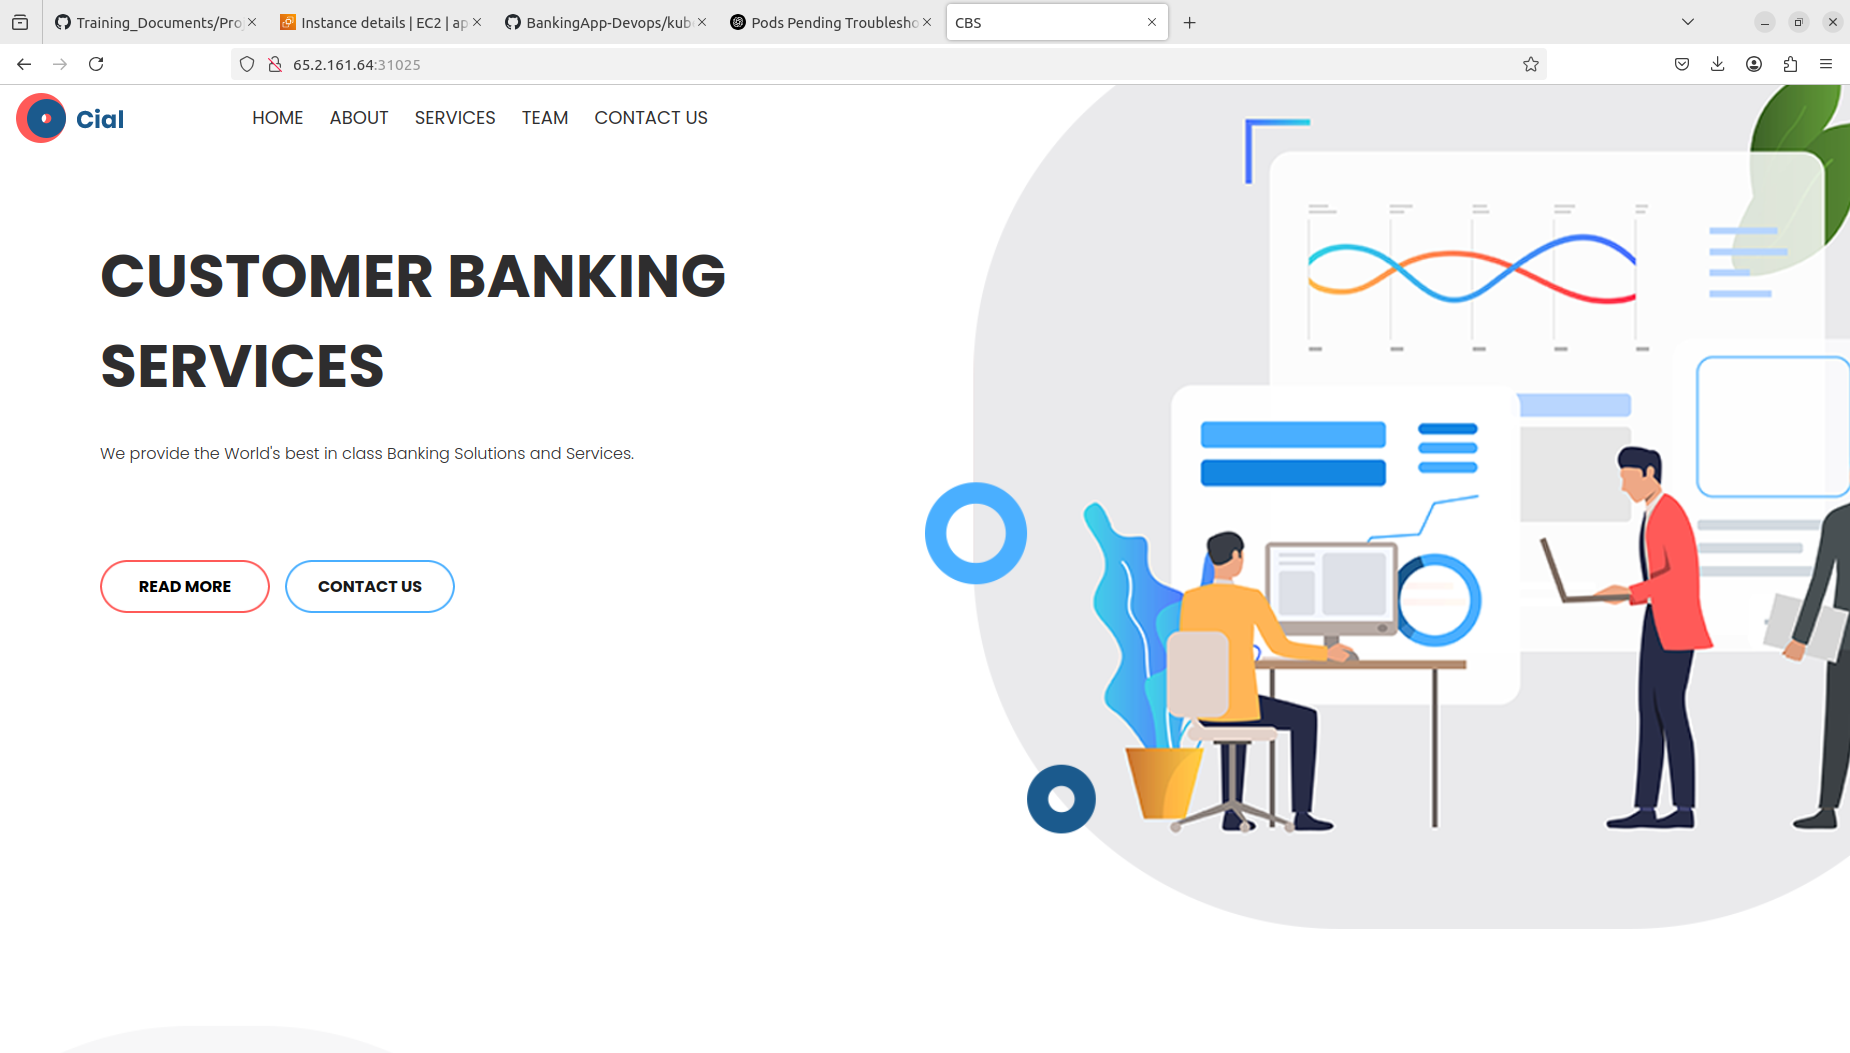 Training_Documents/Pro
Instance details | EC2 | ap
BankingApp-Devops/kub
Pods Pending Troublesho
CBS
65.2.161.64:31025
Cial
HOME
ABOUT
SERVICES
TEAM
CONTACT US
CUSTOMER BANKING
SERVICES
We provide the World's best in class Banking Solutions and Services.
READ MORE
CONTACT US